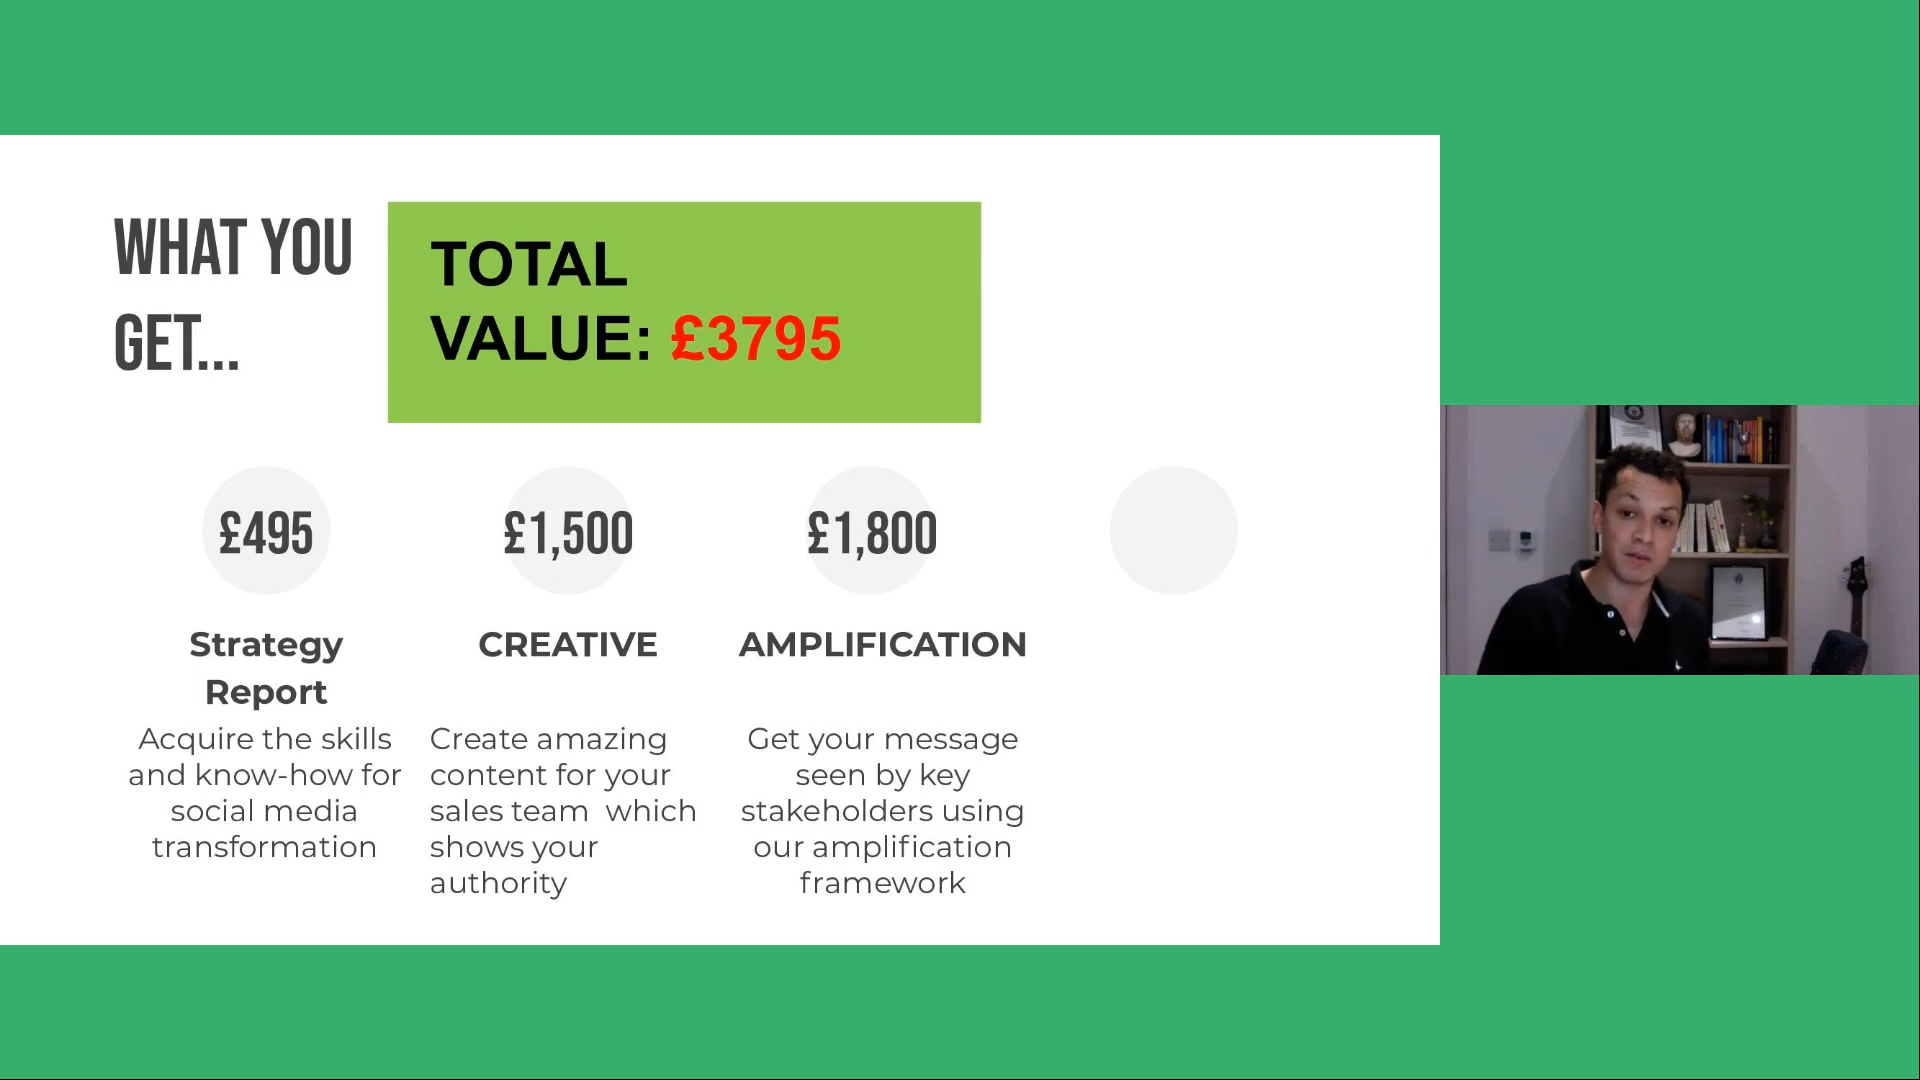 WHAT YOU
GET...
TOTAL
VALUE: £3795
£495
Strategy
Report
Acquire the skills
and know-how for
social media
transformation
£1,500
CREATIVE
Create amazing
content for your
sales team  which
shows your
authority
£1,800
AMPLIFICATION
Get your message
seen by key
stakeholders using
our amplification
framework